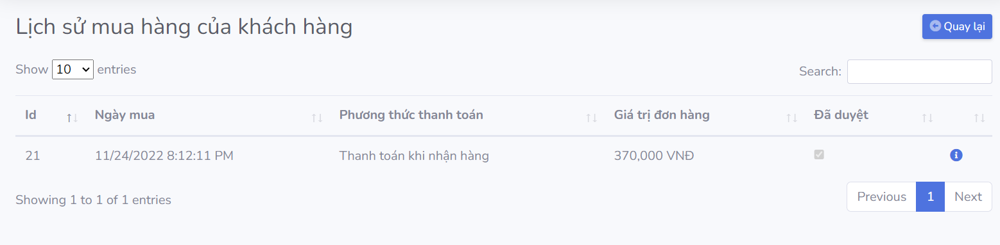 Lịch sử mua hàng của khách hàng
Quay lại
Show 10 entries
Search:
Id Ngày mua Phương thức thanh toán Giá trị đơn hàng Đã duyệt
21 11/24/2022 8:12:11 PM Thanh toán khi nhận hàng 370,000 VNĐ
Showing 1 to 1 of 1 entries
Previous 1 Next